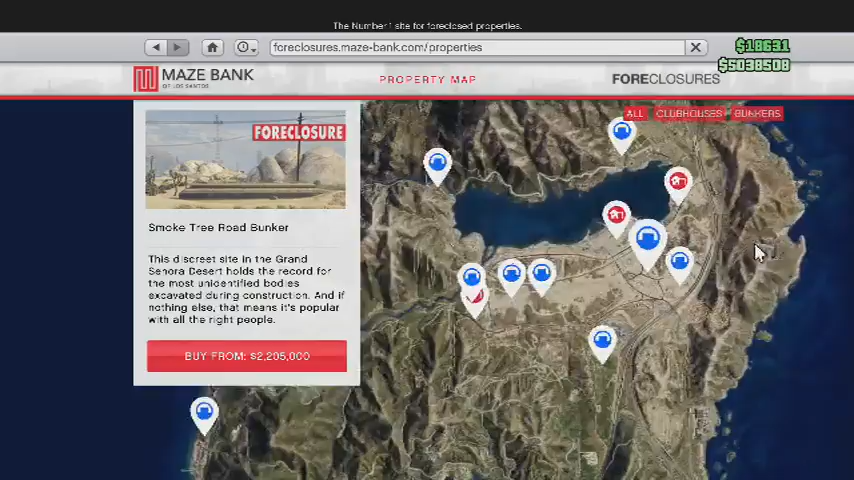 The Number 1 site for foreclosed properties.
foreclosures.maze-bank.com/properties
$18631
$5038508
MAZE BANK
OF LOS SANTOS
PROPERTY MAP
FORECLOSURES
ALL
CLUBHOUSES
BUNKERS
FORECLOSURE
Smoke Tree Road Bunker
This discreet site in the Grand
Senora Desert holds the record for
the most unidentified bodies
excavated during construction. And if
nothing else, that means it's popular
with all the right people.
BUY FROM: $2,205,000